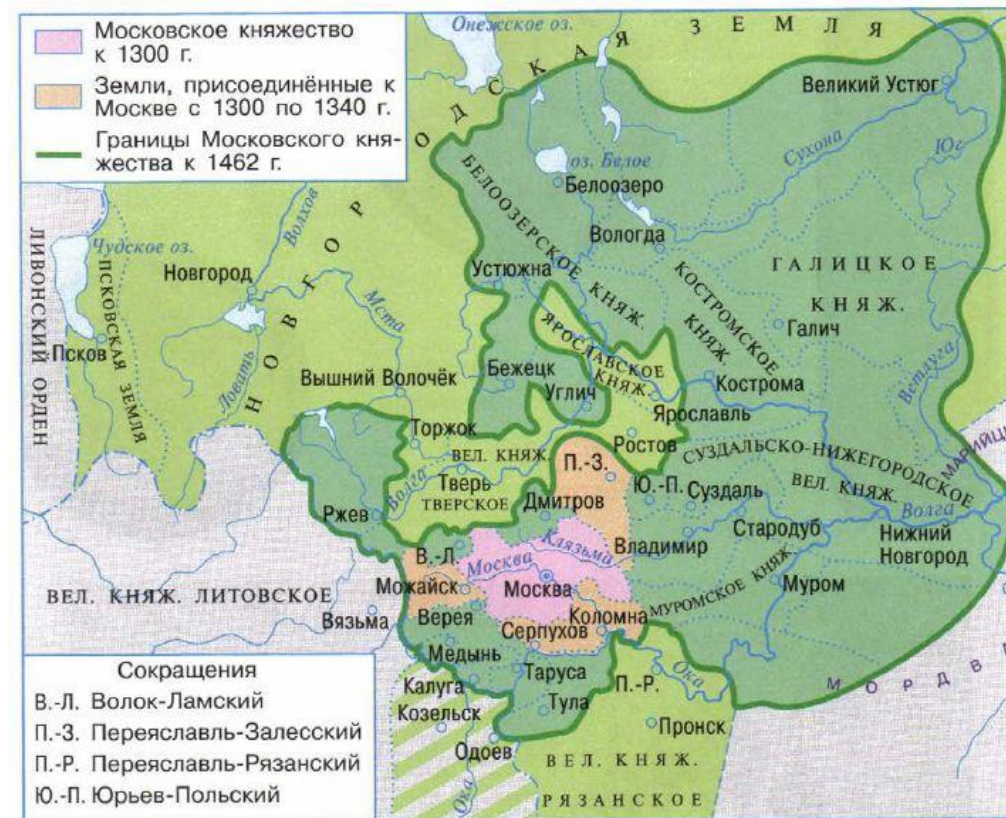 Московское княжество
к 1300 г.
Земли, присоединённые к
Москве с 1300 по 1340 г.
Границы Московского кня-
жества к 1462 г.
Онежское оз.
НОВГОРОДСКАЯ ЗЕМЛЯ
Великий Устюг
Сухона
Юг
оз. Белое
Белоозеро
БЕЛООЗЕРСКОЕ КНЯЖ.
Вологда
ГАЛИЦКОЕ
КНЯЖ.
КОСТРОМСКОЕ
КНЯЖ
Галич
Ветлуга
Волхов
Чудское оз.
ЛИВОНСКИЙ ОРДЕН
ПСКОВСКАЯ ЗЕМЛЯ
Новгород
Мста
Псков
Ловать
Устюжна
ЯРОСЛАВСКОЕ
КНЯЖ.
Бежецк
Углич
Кострома
Вышний Волочёк
Ярославль
Торжок
Ростов
МАРИЙЦ
СУЗДАЛЬСКО-НИЖЕГОРОДСКОЕ
ВЕЛ. КНЯЖ.
ВЕЛ. КНЯЖ.
Тверь
ТВЕРСКОЕ
Волга
П.-З.
Ю.-П.
Суздаль
Волга
Ржев
Дмитров
Стародуб
Владимир
Нижний
Новгород
В.-Л
Москва
Клязьма
Можайск
Москва
Муром
МУРОМСКОЕ КНЯЖ.
ВЕЛ. КНЯЖ. ЛИТОВСКОЕ
Вязьма
Верея
Коломна
Серпухов
Медынь
Таруса
Ока
П.-Р.
МОРДВ
Калуга
Козельск
Тула
Пронск
Одоев
Ока
ВЕЛ. КНЯЖ.
РЯЗАНСКОЕ
Сокращения
В.-Л. Волок-Ламский
П.-З. Переяславль-Залесский
П.-Р. Переяславль-Рязанский
Ю.-П. Юрьев-Польский